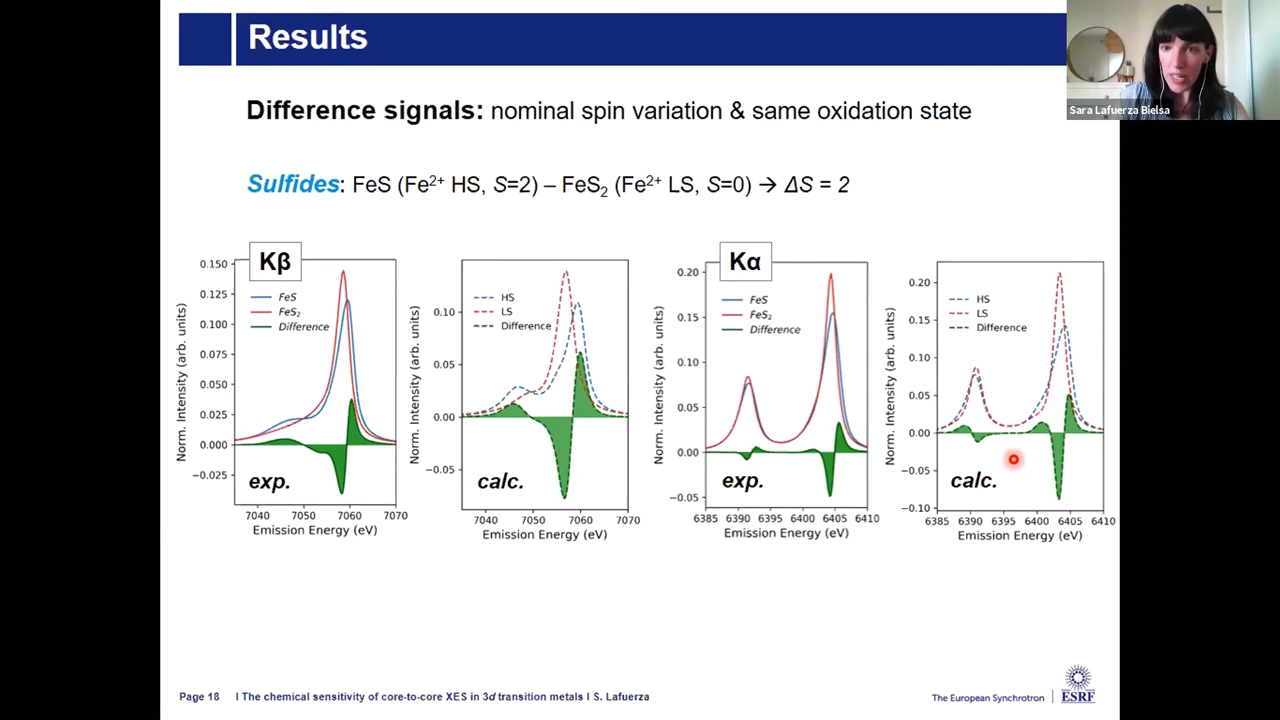 Results
Sara Lafuerza Bielsa
Difference signals: nominal spin variation & same oxidation state
Sulfides: FeS (Fe²⁺ HS, S=2) – FeS₂ (Fe²⁺ LS, S=0) → ΔS = 2
Kβ
Norm. Intensity (arb. units)
0.150
0.125
0.100
0.075
0.050
0.025
0.000
−0.025
FeS
FeS₂
Difference
exp.
7040 7050 7060 7070
Emission Energy (eV)
Norm. Intensity (arb. units)
0.10
0.05
0.00
−0.05
HS
LS
Difference
calc.
7040 7050 7060 7070
Emission Energy (eV)
Kα
Norm. Intensity (arb. units)
0.20
0.15
0.10
0.05
0.00
−0.05
FeS
FeS₂
Difference
exp.
6385 6390 6395 6400 6405 6410
Emission Energy (eV)
Norm. Intensity (arb. units)
0.20
0.15
0.10
0.05
0.00
−0.05
−0.10
HS
LS
Difference
calc.
6385 6390 6395 6400 6405 6410
Emission Energy (eV)
Page 18 l The chemical sensitivity of core-to-core XES in 3d transition metals l S. Lafuerza
The European Synchrotron
ESRF